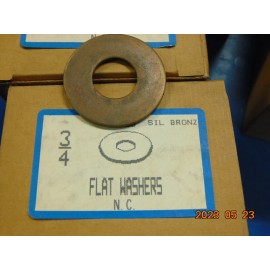 SIL BRONZ
3/4
FLAT WASHERS
N.C.
2023 05 23